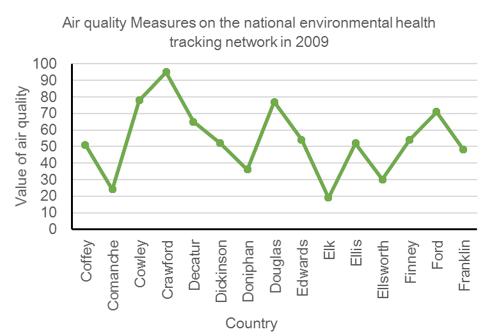 Air quality Measures on the national environmental health
tracking network in 2009
Value of air quality
100
90
80
70
60
50
40
30
20
10
0
Coffey
Comanche
Cowley
Crawford
Decatur
Dickinson
Doniphan
Douglas
Edwards
Elk
Ellis
Ellsworth
Finney
Ford
Franklin
Country